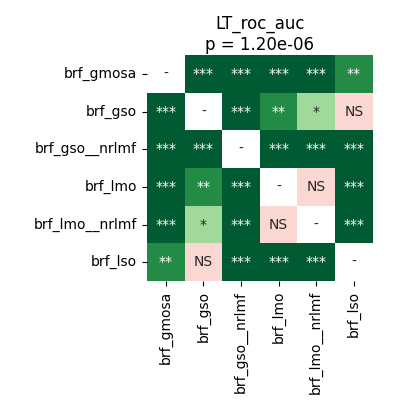 LT_roc_auc
p = 1.20e-06
brf_gmosa - *** *** *** *** **
brf_gso *** - *** ** * NS
brf_gso__nrlmf *** *** - *** *** ***
brf_lmo *** ** *** - NS ***
brf_lmo__nrlmf *** * *** NS - ***
brf_lso ** NS *** *** *** -
brf_gmosa
brf_gso
brf_gso__nrlmf
brf_lmo
brf_lmo__nrlmf
brf_lso